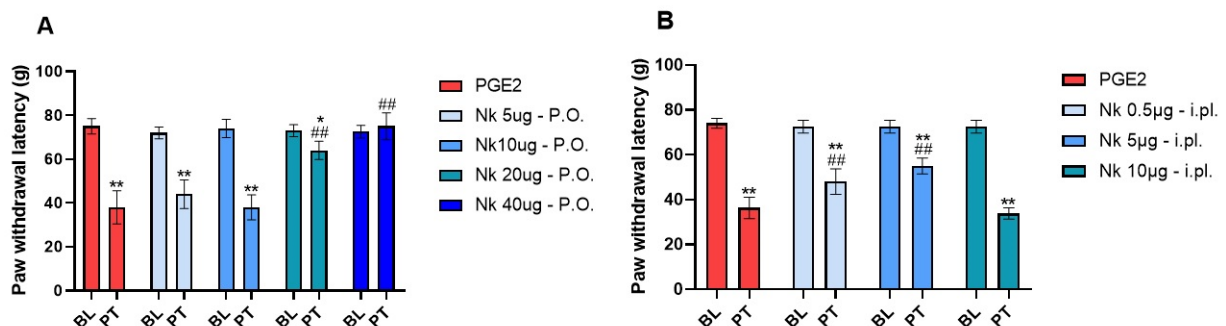 A
Paw withdrawal latency (g)
100
80
60
40
20
0
**
**
**
*
##
##
BL PT BL PT BL PT BL PT BL PT
PGE2
Nk 5ug - P.O.
Nk10ug - P.O.
Nk 20ug - P.O.
Nk 40ug - P.O.
B
Paw withdrawal latency (g)
100
80
60
40
20
0
**
**
##
**
##
**
BL PT BL PT BL PT BL PT
PGE2
Nk 0.5µg - i.pl.
Nk 5µg - i.pl.
Nk 10µg - i.pl.